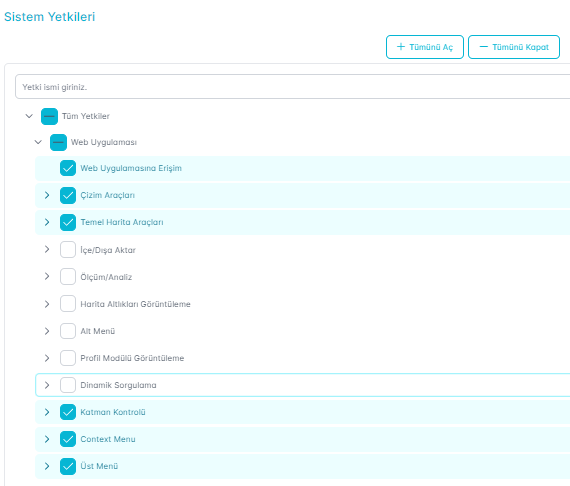 Sistem Yetkileri
Tümünü Aç
Tümünü Kapat
Yetki ismi giriniz.
Tüm Yetkiler
Web Uygulaması
Web Uygulamasına Erişim
Çizim Araçları
Temel Harita Araçları
İçe/Dışa Aktar
Ölçüm/Analiz
Harita Altlıkları Görüntüleme
Alt Menü
Profil Modülü Görüntüleme
Dinamik Sorgulama
Katman Kontrolü
Context Menu
Üst Menü